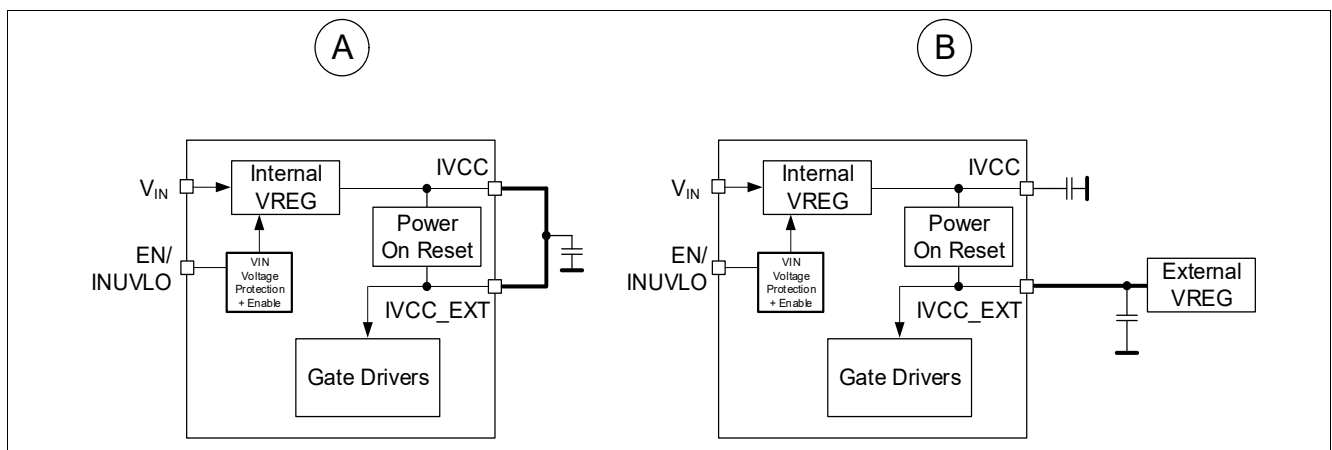 A
B
Internal
VREG
IVCC
V_IN
Power
On Reset
EN/
INUVLO
VIN
Voltage
Protection
+ Enable
IVCC_EXT
Gate Drivers
Internal
VREG
IVCC
V_IN
Power
On Reset
EN/
INUVLO
VIN
Voltage
Protection
+ Enable
External
VREG
IVCC_EXT
Gate Drivers